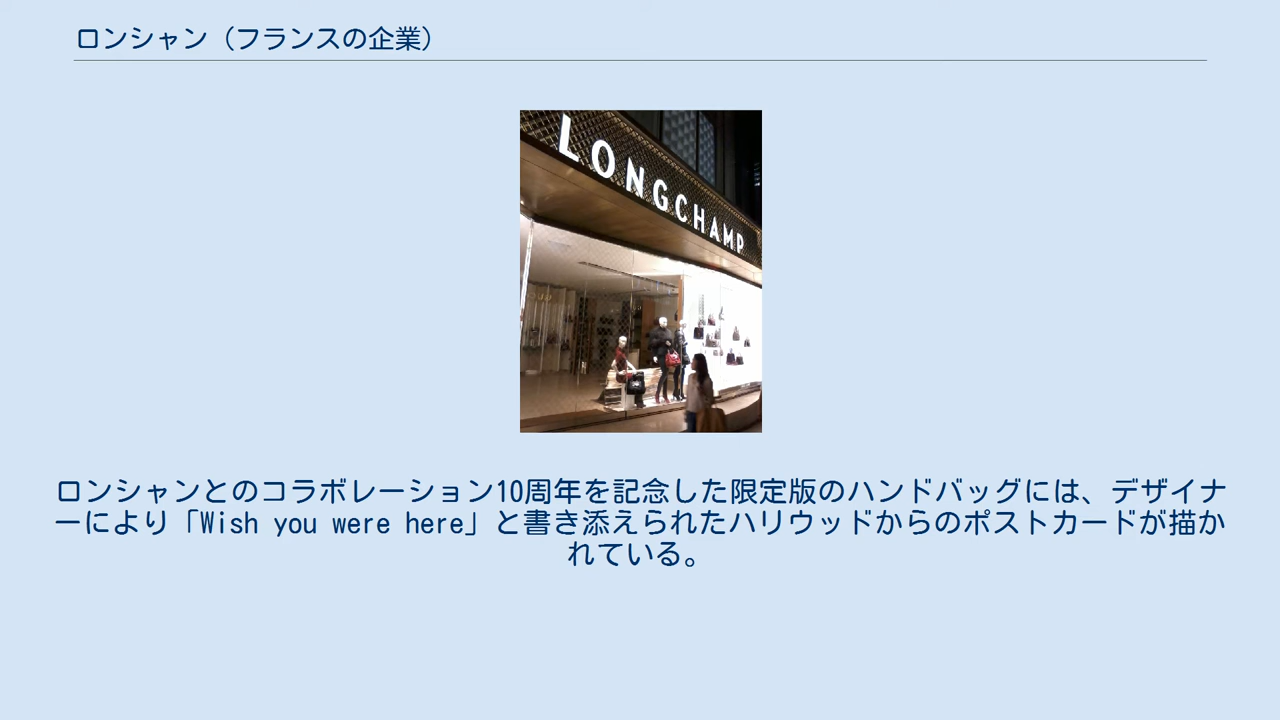 ロンシャン（フランスの企業）
LONGCHAMP
ロンシャンとのコラボレーション10周年を記念した限定版のハンドバッグには、デザイナ
ーにより「Wish you were here」と書き添えられたハリウッドからのポストカードが描か
れている。